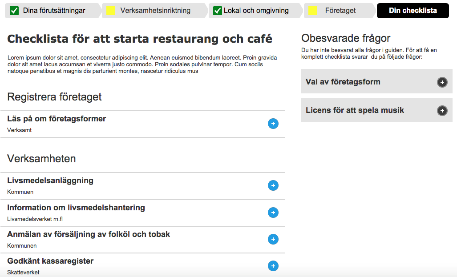 Dina förutsättningar
Verksamhetsinriktning
Lokal och omgivning
Företaget
Din checklista
Checklista för att starta restaurang och café
Lorem ipsum dolor sit amet, consectetur adipiscing elit. Aenean euismod bibendum laoreet. Proin gravida
dolor sit amet lacus accumsan et viverra justo commodo. Proin sodales pulvinar tempor. Cum sociis
natoque penatibus et magnis dis parturient montes, nascetur ridiculus mus
Registrera företaget
Läs på om företagsformer
Verksamt
Verksamheten
Livsmedelsanläggning
Kommuen
Information om livsmedelshantering
Livsmedelsverket m.fl
Anmälan av försäljning av folköl och tobak
Kommunen
Godkänt kassaregister
Skatteverket
Obesvarade frågor
Du har inte besvarat alla frågor i guiden. För att få en
komplett checklista svarar du på följade frågor:
Val av företagsform
Licens för att spela musik